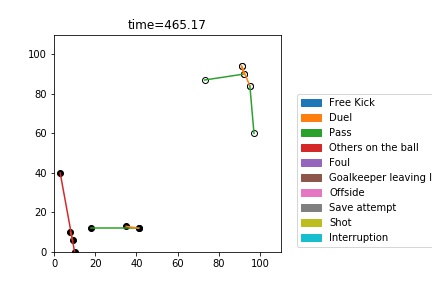 time=465.17
100
80
60
40
20
0
0 20 40 60 80 100
Free Kick
Duel
Pass
Others on the ball
Foul
Goalkeeper leaving l
Offside
Save attempt
Shot
Interruption